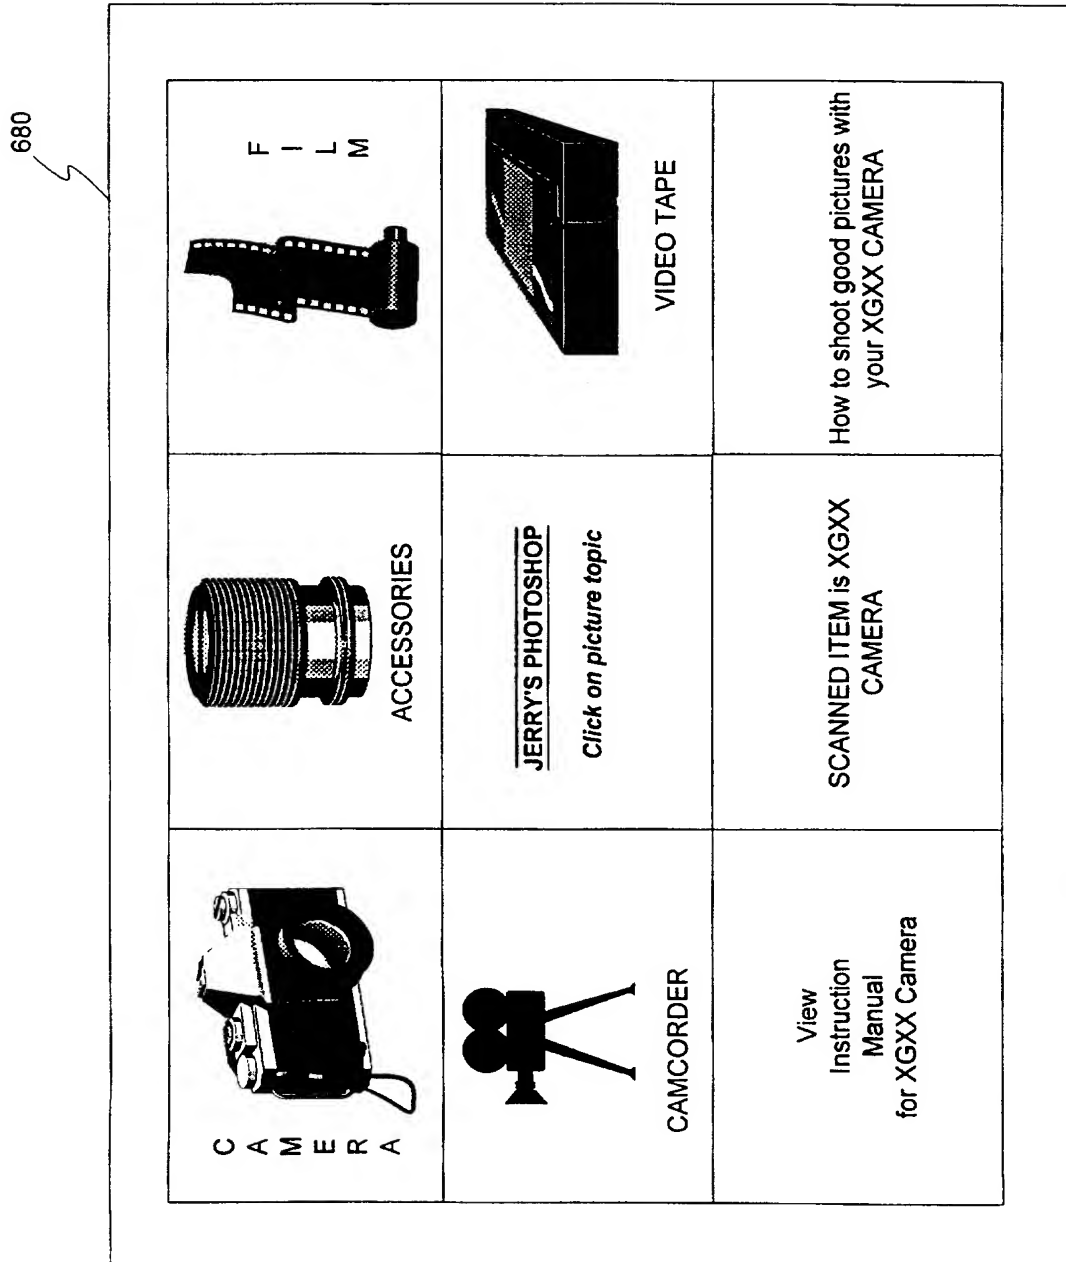 680
C
A
M
E
R
A
ACCESSORIES
F
I
L
M
CAMCORDER
JERRY'S PHOTOSHOP
Click on picture topic
VIDEO TAPE
View
Instruction
Manual
for XGXX Camera
SCANNED ITEM is XGXX
CAMERA
How to shoot good pictures with
your XGXX CAMERA